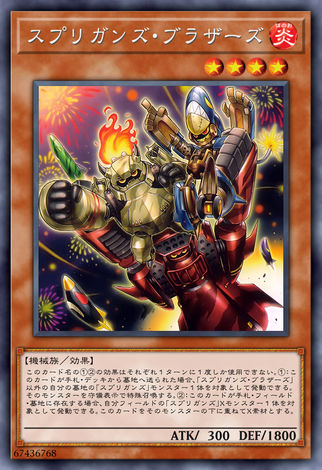 スプリガンズ・ブラザーズ
炎
[機械族/効果]
このカード名の①②の効果はそれぞれ1ターンに1度しか使用できない。①:こ
のカードが手札・デッキから墓地へ送られた場合、「スプリガンズ・ブラザーズ」
以外の自分の墓地の「スプリガンズ」モンスター1体を対象として発動できる。
そのモンスターを守備表示で特殊召喚する。②:このカードが手札・フィールド
・墓地に存在する場合、自分フィールドの「スプリガンズ」Xモンスター1体を対
象として発動できる。このカードをそのモンスターの下に重ねてX素材とする。
ATK/ 300 DEF/1800
67436768